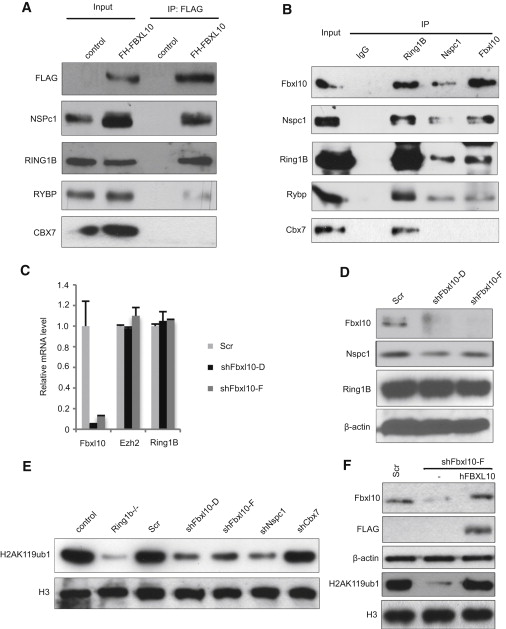 A
Input
IP: FLAG
control
FH-FBXL10
control
FH-FBXL10
FLAG
NSPc1
RING1B
RYBP
CBX7
B
IP
Input
IgG
Ring1B
Nspc1
Fbxl10
Fbxl10
Nspc1
Ring1B
Rybp
Cbx7
C
Relative mRNA level
1.4
1.2
1.0
0.8
0.6
0.4
0.2
0
Fbxl10
Ezh2
Ring1B
Scr
shFbxl10-D
shFbxl10-F
D
Scr
shFbxl10-D
shFbxl10-F
Fbxl10
Nspc1
Ring1B
β-actin
E
control
Ring1b-/-
Scr
shFbxl10-D
shFbxl10-F
shNspc1
shCbx7
H2AK119ub1
H3
F
shFbxl10-F
Scr
-
hFBXL10
Fbxl10
FLAG
β-actin
H2AK119ub1
H3